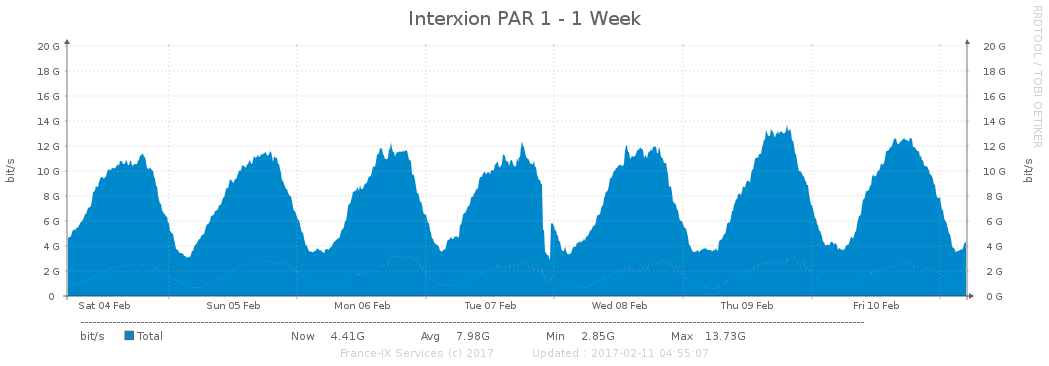 Interxion PAR 1 - 1 Week
RRDTOOL / TOBI OETIKER
bit/s
bit/s
20 G 20 G
18 G 18 G
16 G 16 G
14 G 14 G
12 G 12 G
10 G 10 G
8 G 8 G
6 G 6 G
4 G 4 G
2 G 2 G
0 0 G
Sat 04 Feb Sun 05 Feb Mon 06 Feb Tue 07 Feb Wed 08 Feb Thu 09 Feb Fri 10 Feb
bit/s Total Now 4.41G Avg 7.98G Min 2.85G Max 13.73G
France-IX Services (c) 2017 Updated : 2017-02-11 04:55:07